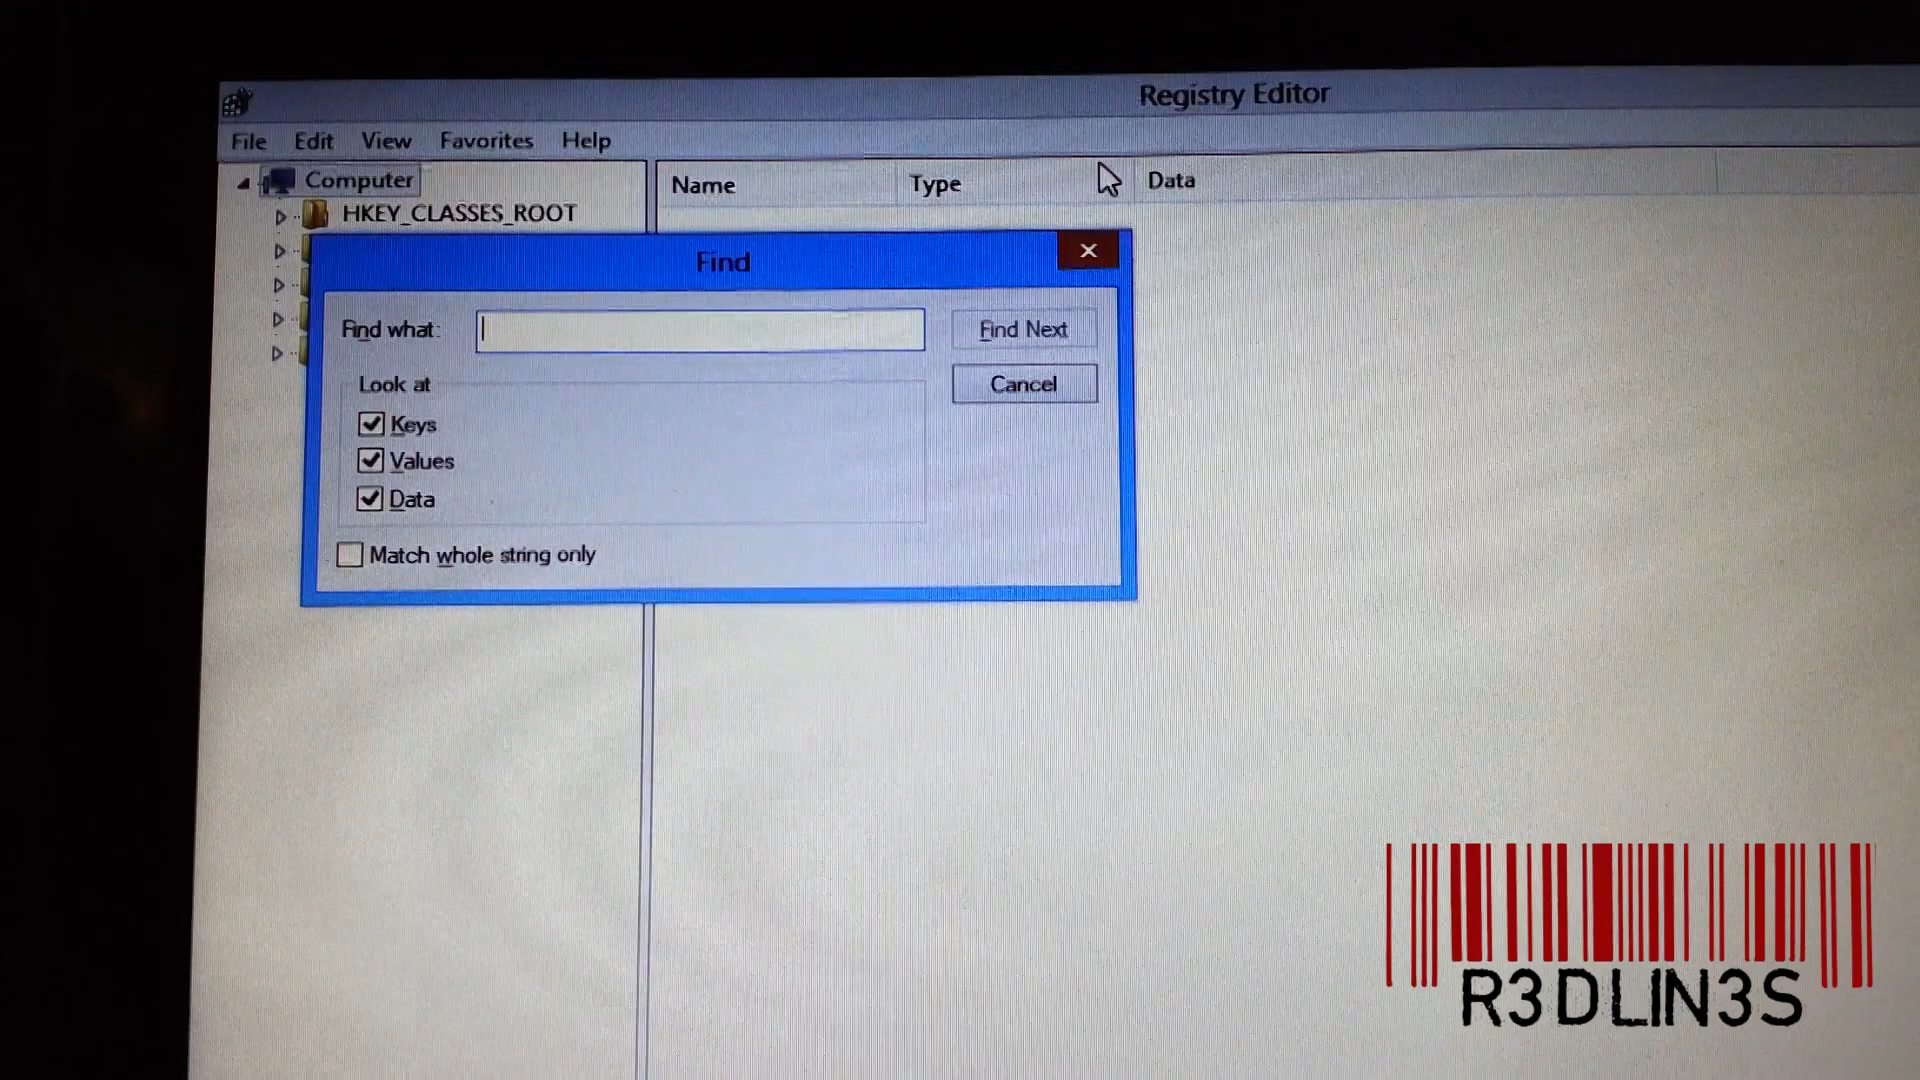 Registry Editor
File Edit View Favorites Help
Computer
Name Type Data
HKEY_CLASSES_ROOT
Find
Find what:
Find Next
Look at
Cancel
Keys
Values
Data
Match whole string only
R3DLIN3S